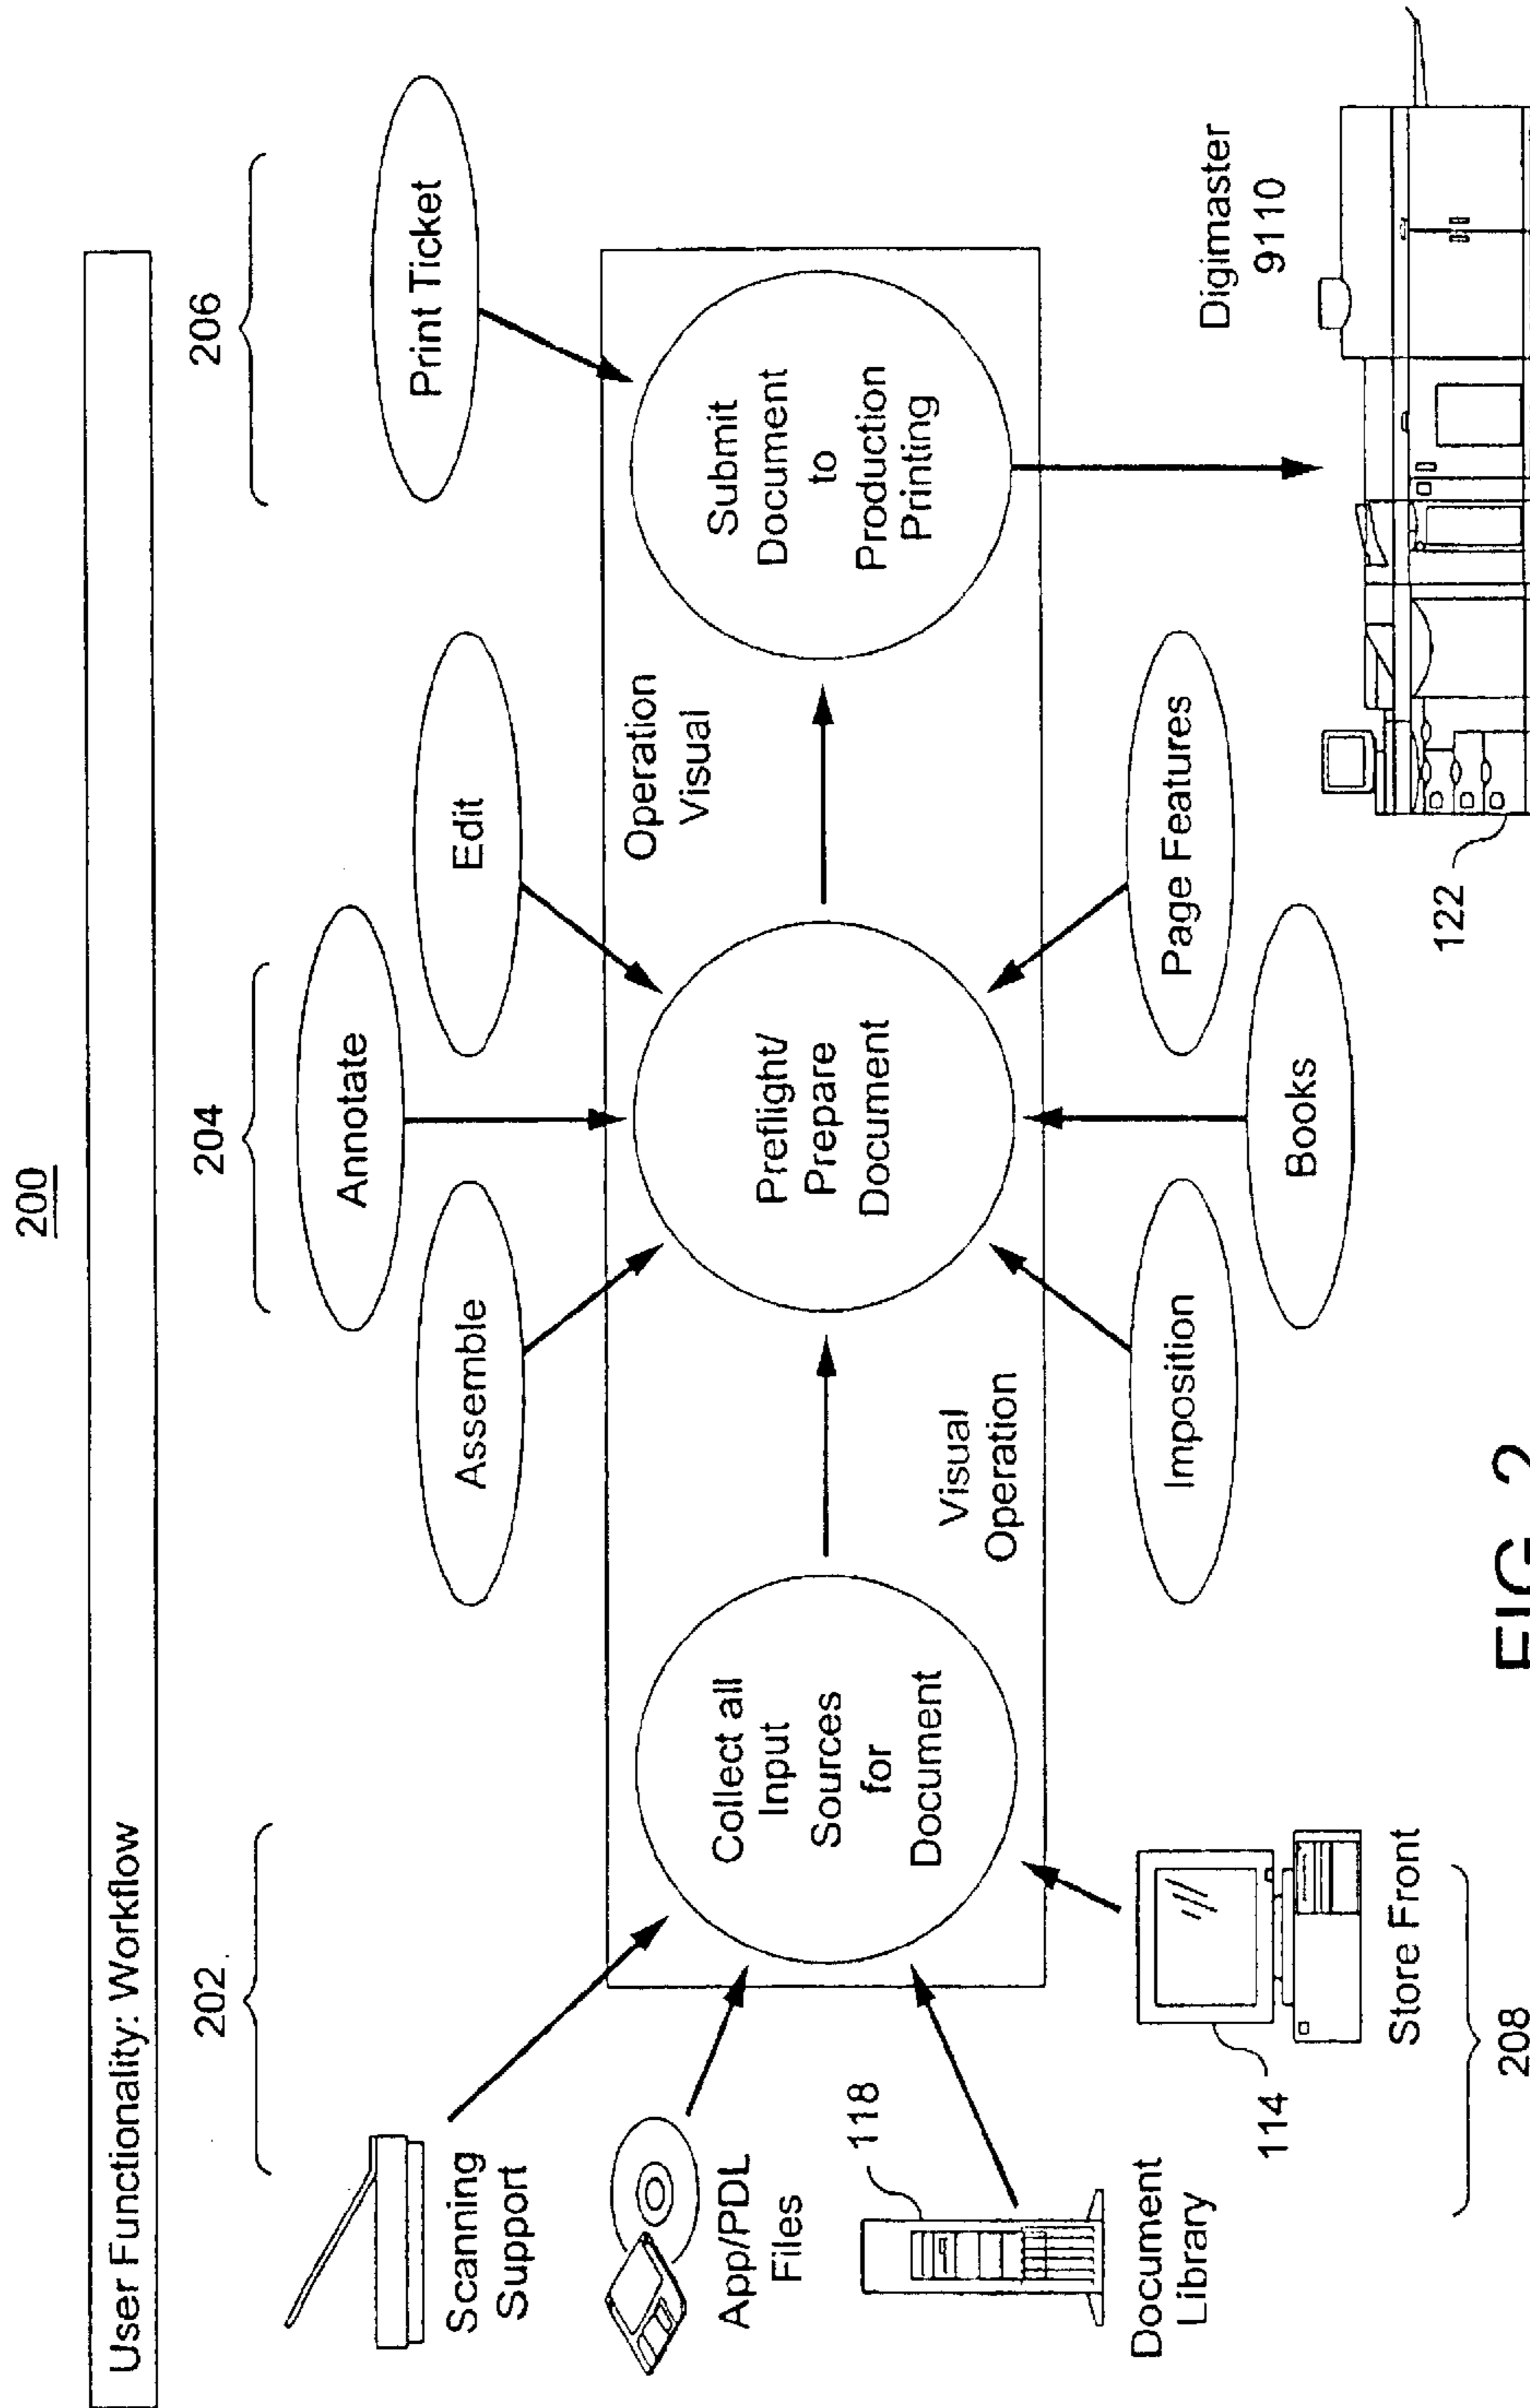 200
User Functionality: Workflow
202
204
206
Scanning
Support
App/PDL
Files
118
Document
Library
114
Store Front
208
Collect all
Input
Sources
for
Document
Visual
Operation
Assemble
Annotate
Edit
Preflight/
Prepare
Document
Imposition
Books
Page Features
Operation
Visual
Print Ticket
Submit
Document
to
Production
Printing
Digimaster
9110
122
FIG. 2